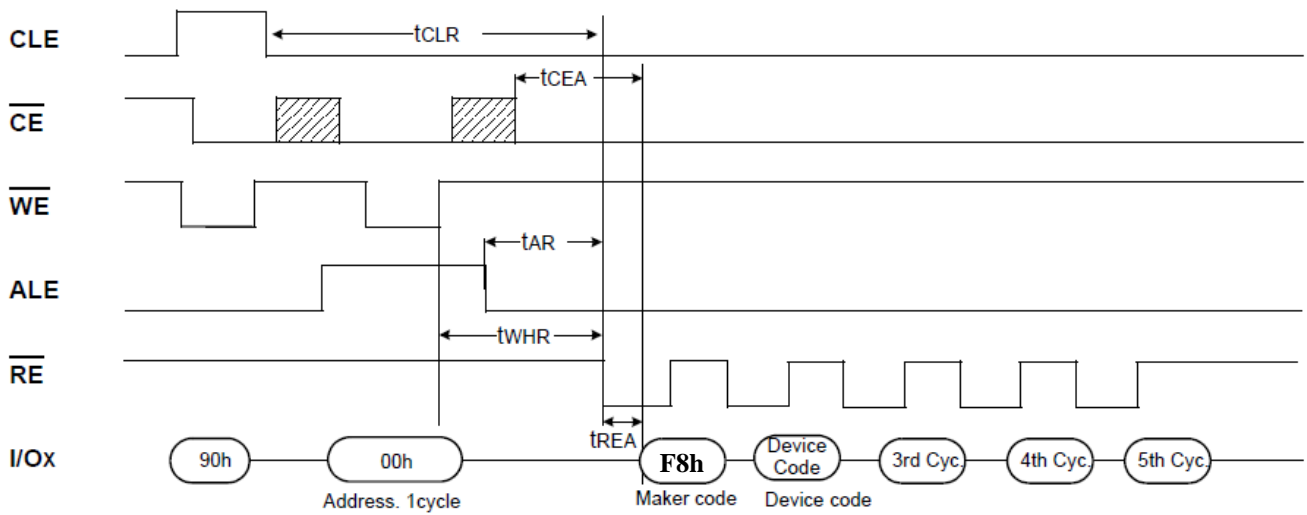 CLE
tCLR
tCEA
CE
WE
tAR
ALE
tWHR
RE
tREA
I/Ox
90h
00h
F8h
Device
Code
3rd Cyc.
4th Cyc.
5th Cyc.
Address. 1cycle
Maker code
Device code